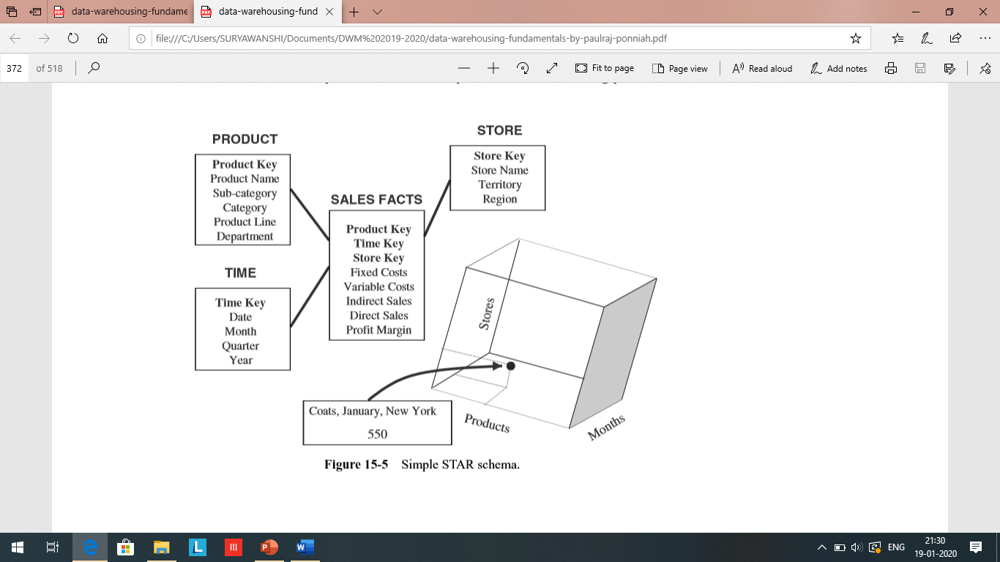 data-warehousing-fundame
data-warehousing-fund
file:///C:/Users/SURYAWANSHI/Documents/DWM%202019-2020/data-warehousing-fundamentals-by-paulraj-ponniah.pdf
372 of 518
Fit to page
Page view
Read aloud
Add notes
PRODUCT
Product Key
Product Name
Sub-category
Category
Product Line
Department
STORE
Store Key
Store Name
Territory
Region
SALES FACTS
Product Key
Time Key
Store Key
Fixed Costs
Variable Costs
Indirect Sales
Direct Sales
Profit Margin
TIME
Time Key
Date
Month
Quarter
Year
Stores
Products
Months
Coats, January, New York
550
Figure 15-5 Simple STAR schema.
ENG
21:30
19-01-2020